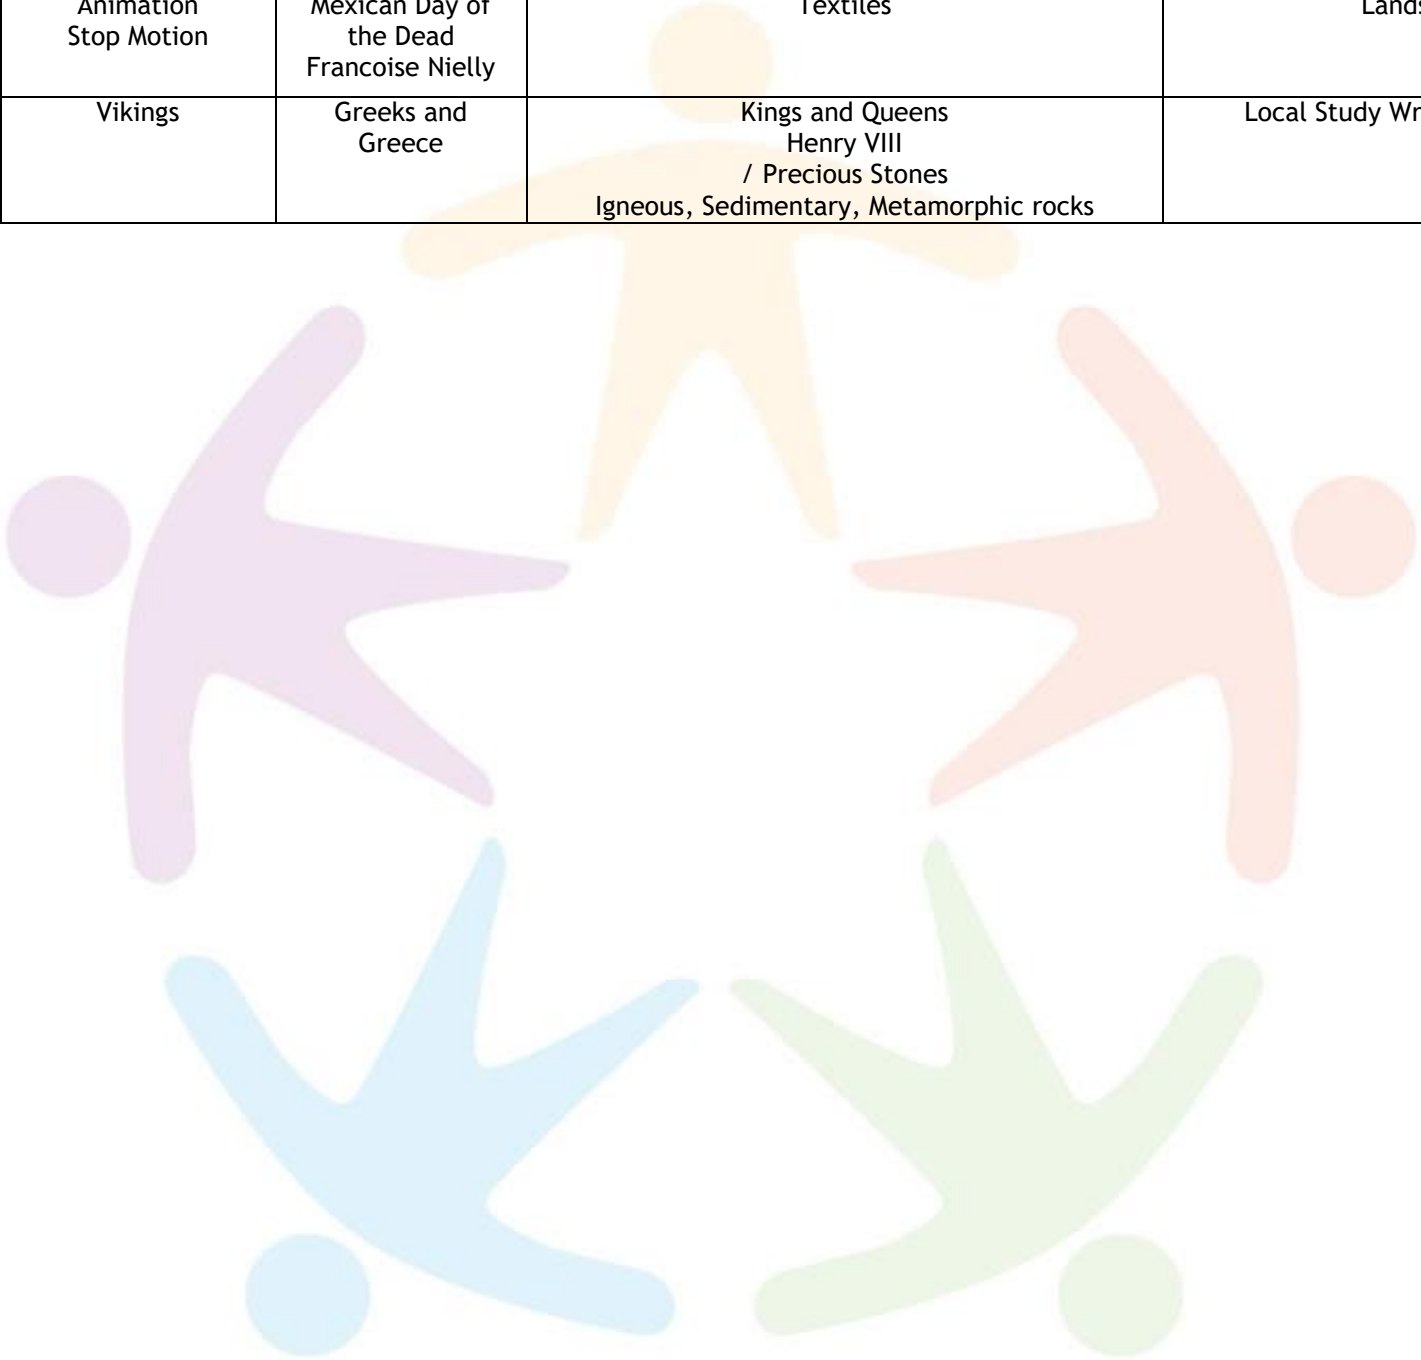 Animation
Stop Motion
Mexican Day of
the Dead
Francoise Nielly
Textiles
Vikings
Greeks and
Greece
Kings and Queens
Henry VIII
/ Precious Stones
Igneous, Sedimentary, Metamorphic rocks
Local Study